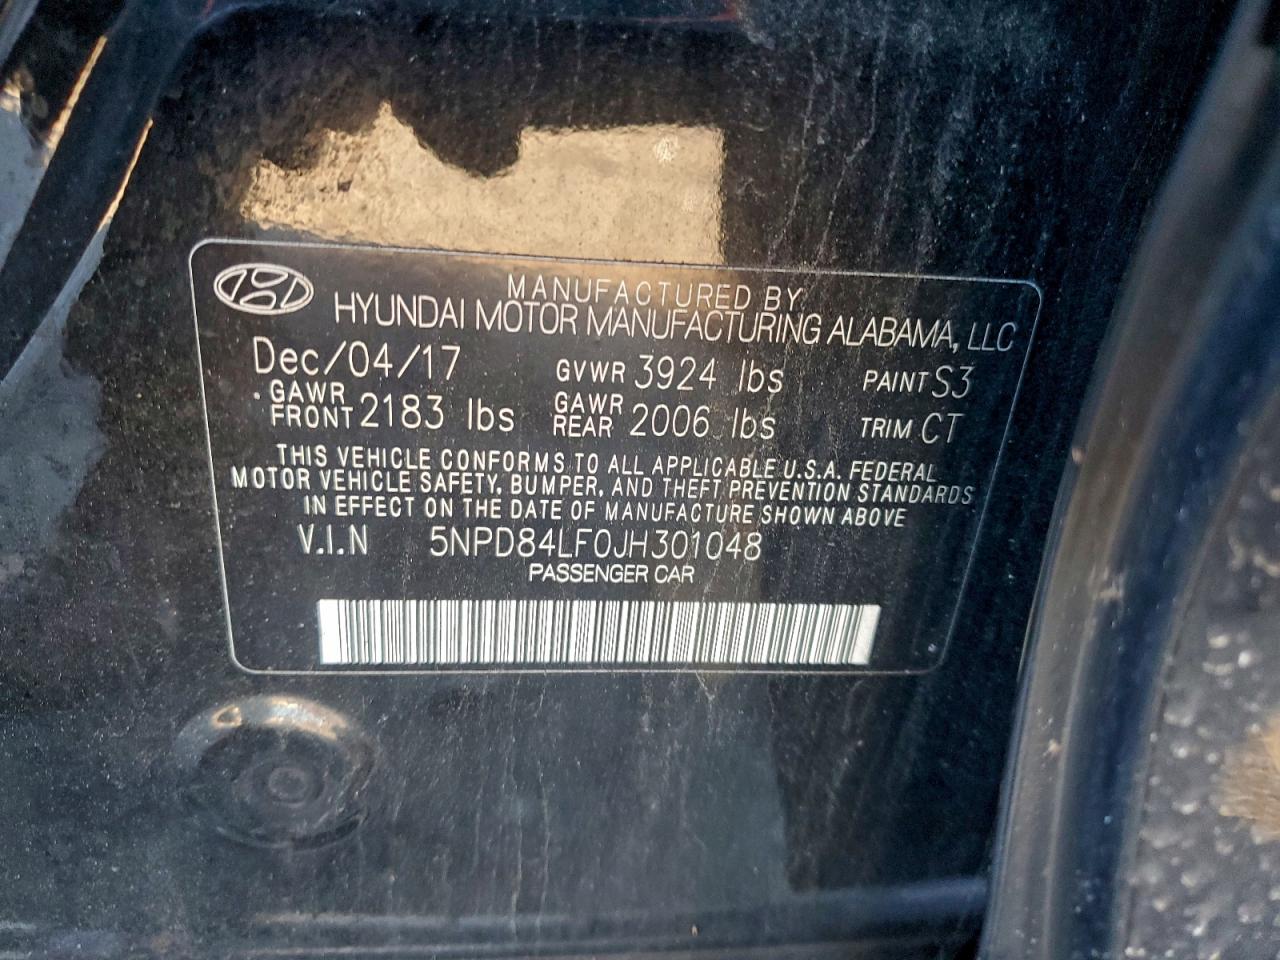 MANUFACTURED BY
HYUNDAI MOTOR MANUFACTURING ALABAMA, LLC
Dec/04/17 GVWR 3924 lbs PAINT S3
GAWR FRONT 2183 lbs GAWR REAR 2006 lbs TRIM CT
THIS VEHICLE CONFORMS TO ALL APPLICABLE U.S.A. FEDERAL
MOTOR VEHICLE SAFETY, BUMPER, AND THEFT PREVENTION STANDARDS
IN EFFECT ON THE DATE OF MANUFACTURE SHOWN ABOVE
V.I.N 5NPD84LF0JH301048
PASSENGER CAR